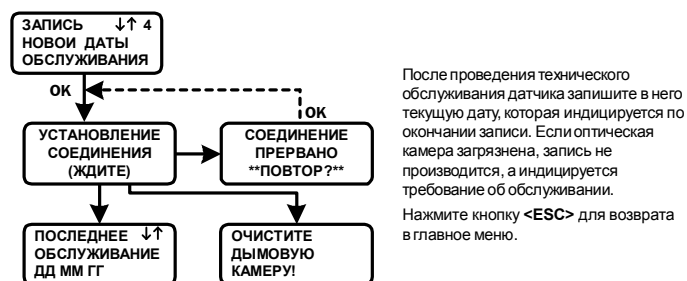 ЗАПИСЬ ↓↑ 4
НОВОИ ДАТЫ
ОБСЛУЖИВАНИЯ
ОК
ОК
УСТАНОВЛЕНИЕ
СОЕДИНЕНИЯ
(ЖДИТЕ)
СОЕДИНЕНИЕ
ПРЕРВАНО
**ПОВТОР?**
ПОСЛЕДНЕЕ ↓↑
ОБСЛУЖИВАНИЕ
ДД ММ ГГ
ОЧИСТИТЕ
ДЫМОВУЮ
КАМЕРУ!
После проведения технического
обслуживания датчика запишите в него
текущую дату, которая индицируется по
окончании записи. Если оптическая
камера загрязнена, запись не
производится, а индицируется
требование об обслуживании.
Нажмите кнопку <ESC> для возврата
в главное меню.